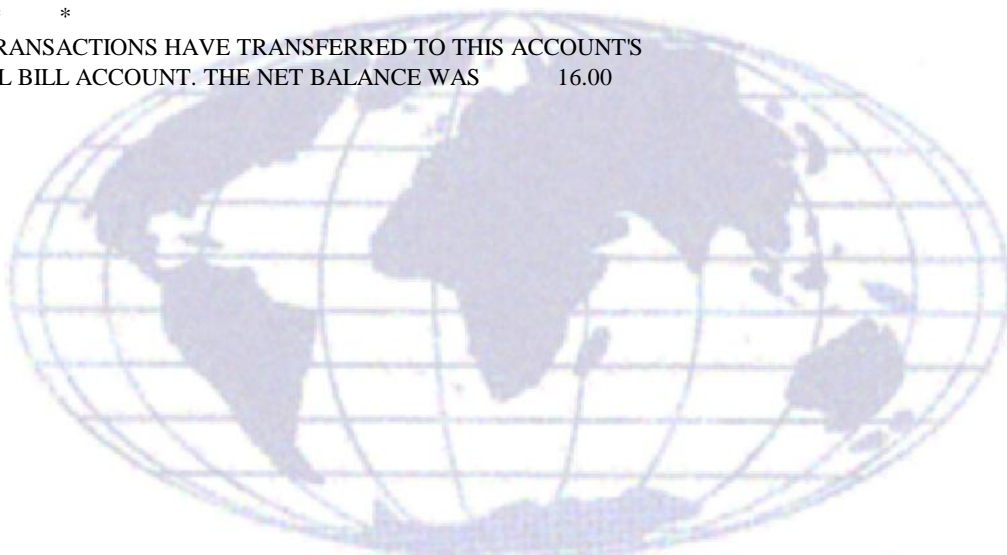 * *
RANSACTIONS HAVE TRANSFERRED TO THIS ACCOUNT'S
L BILL ACCOUNT. THE NET BALANCE WAS 16.00